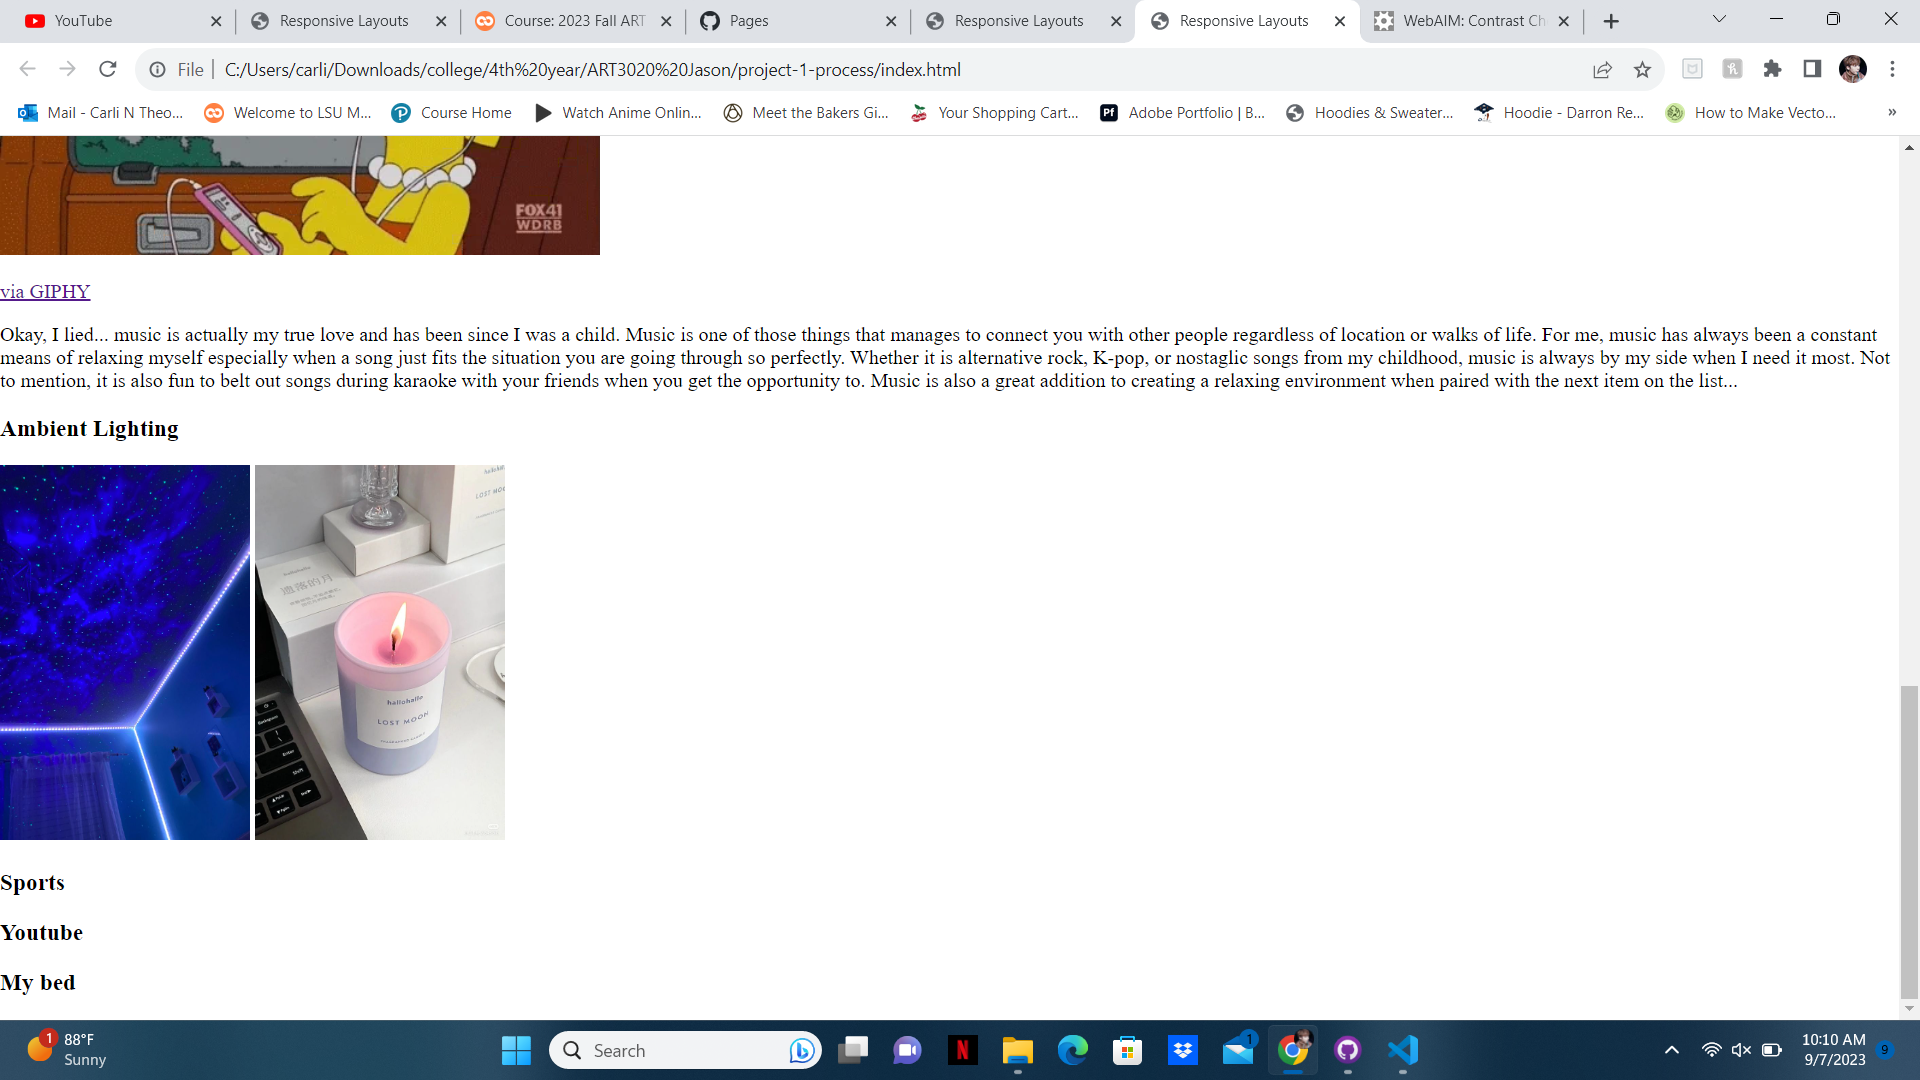 YouTube
Responsive Layouts
Course: 2023 Fall ART
Pages
Responsive Layouts
Responsive Layouts
WebAIM: Contrast Ch
File
C:/Users/carli/Downloads/college/4th%20year/ART3020%20Jason/project-1-process/index.html
Mail - Carli N Theo...
Welcome to LSU M...
Course Home
Watch Anime Onlin...
Meet the Bakers Gi...
Your Shopping Cart...
Pf
Adobe Portfolio | B...
Hoodies & Sweater...
Hoodie - Darron Re...
How to Make Vecto...
»
FOX41
WDRB
via GIPHY
Okay, I lied... music is actually my true love and has been since I was a child. Music is one of those things that manages to connect you with other people regardless of location or walks of life. For me, music has always been a constant
means of relaxing myself especially when a song just fits the situation you are going through so perfectly. Whether it is alternative rock, K-pop, or nostaglic songs from my childhood, music is always by my side when I need it most. Not
to mention, it is also fun to belt out songs during karaoke with your friends when you get the opportunity to. Music is also a great addition to creating a relaxing environment when paired with the next item on the list...
Ambient Lighting
LOST MOON
遗落的月
hallohallo
LOST MOON
Enter
Shift
Sports
Youtube
My bed
1
88°F
Sunny
Search
1
10:10 AM
9/7/2023
9